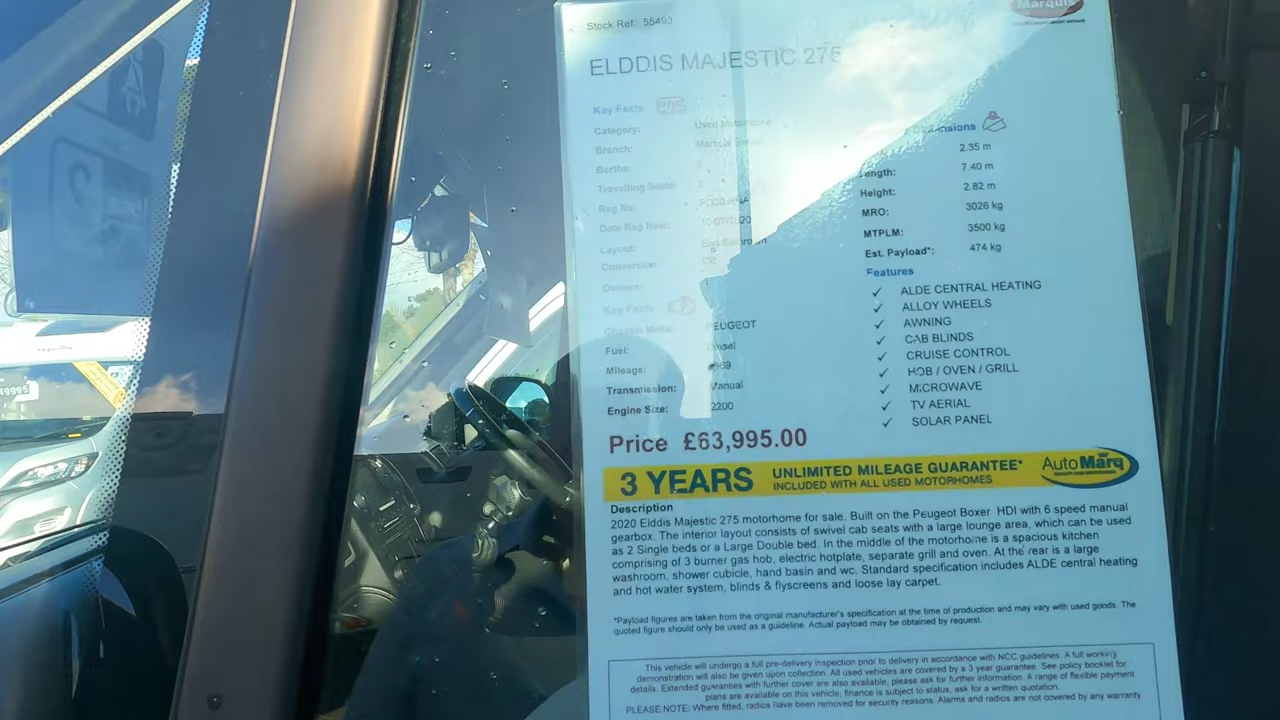 Marquis
Stock Ref: 55493
ELDDIS MAJESTIC 275
Key Facts
Category: Used Motorhome
Branch:
Berths:
Travelling Seats:
Reg No:
Date Reg New:
Layout:
Conversion:
Owners:
Key Facts
Chassis Make: PEUGEOT
Fuel: Diesel
Mileage:
Transmission: Manual
Engine Size: 2200
Dimensions
2.35 m
Length: 7.40 m
Height: 2.82 m
MRO: 3026 kg
MTPLM: 3500 kg
Est. Payload*: 474 kg
Features
✓ ALDE CENTRAL HEATING
✓ ALLOY WHEELS
✓ AWNING
✓ CAB BLINDS
✓ CRUISE CONTROL
✓ HOB / OVEN / GRILL
✓ MICROWAVE
✓ TV AERIAL
✓ SOLAR PANEL
Price £63,995.00
3 YEARS UNLIMITED MILEAGE GUARANTEE*
INCLUDED WITH ALL USED MOTORHOMES
AutoMarq
Description
2020 Elddis Majestic 275 motorhome for sale. Built on the Peugeot Boxer HDI with 6 speed manual
gearbox. The interior layout consists of swivel cab seats with a large lounge area, which can be used
as 2 Single beds or a Large Double bed. In the middle of the motorhome is a spacious kitchen
comprising of 3 burner gas hob, electric hotplate, separate grill and oven. At the rear is a large
washroom, shower cubicle, hand basin and wc. Standard specification includes ALDE central heating
and hot water system, blinds & flyscreens and loose lay carpet.
*Payload figures are taken from the original manufacturer's specification at the time of production and may vary with used goods. The
quoted figure should only be used as a guideline. Actual payload may be obtained by request.
This vehicle will undergo a full pre-delivery inspection prior to delivery in accordance with NCC guidelines. A full working
demonstration will also be given upon collection. All used vehicles are covered by a 3 year guarantee. See policy booklet for
details. Extended guarantees with further cover are also available, please ask for further information. A range of flexible payment
plans are available on this vehicle, finance is subject to status, ask for a written quotation.
PLEASE NOTE: Where fitted, radios have been removed for security reasons. Alarms and radios are not covered by any warranty